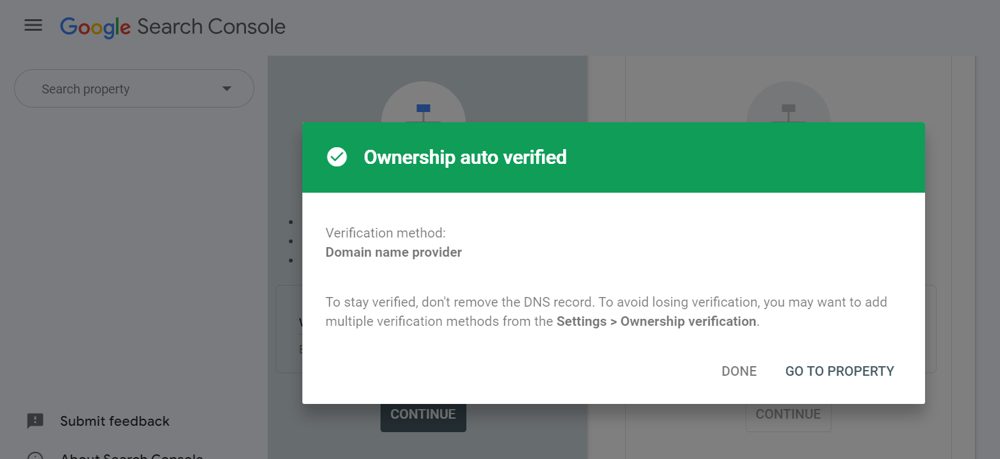 Google Search Console
Search property
Ownership auto verified
Verification method:
Domain name provider
To stay verified, don't remove the DNS record. To avoid losing verification, you may want to add
multiple verification methods from the Settings > Ownership verification.
DONE GO TO PROPERTY
CONTINUE
CONTINUE
Submit feedback
About Search Console